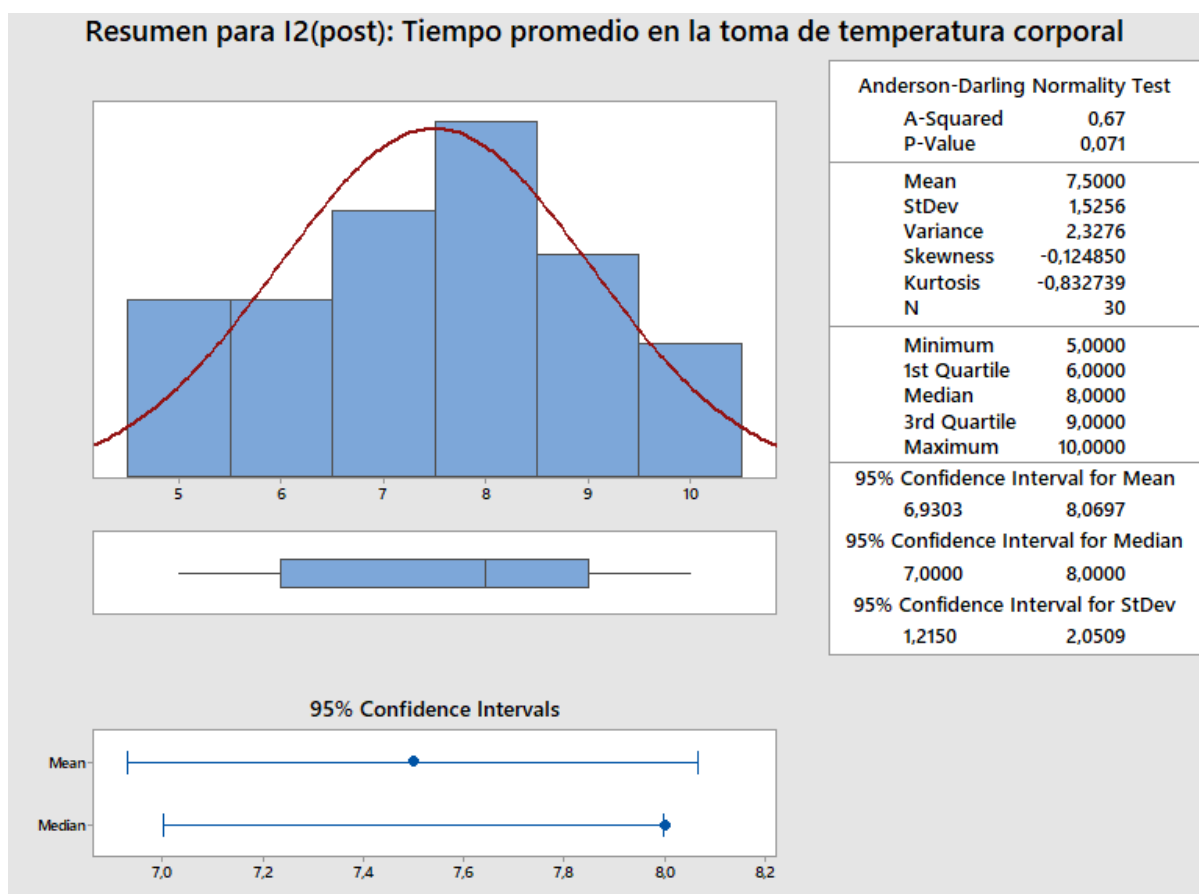 Resumen para I2(post): Tiempo promedio en la toma de temperatura corporal
5 6 7 8 9 10
Anderson-Darling Normality Test
A-Squared 0,67
P-Value 0,071
Mean 7,5000
StDev 1,5256
Variance 2,3276
Skewness -0,124850
Kurtosis -0,832739
N 30
Minimum 5,0000
1st Quartile 6,0000
Median 8,0000
3rd Quartile 9,0000
Maximum 10,0000
95% Confidence Interval for Mean
6,9303 8,0697
95% Confidence Interval for Median
7,0000 8,0000
95% Confidence Interval for StDev
1,2150 2,0509
95% Confidence Intervals
Mean
Median
7,0 7,2 7,4 7,6 7,8 8,0 8,2